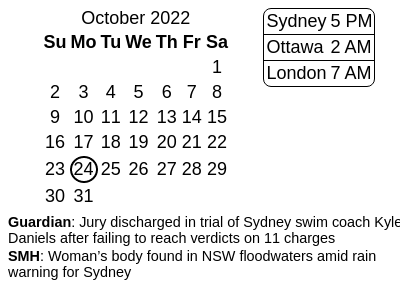 October 2022
Su Mo Tu We Th Fr Sa
1
2 3 4 5 6 7 8
9 10 11 12 13 14 15
16 17 18 19 20 21 22
23 24 25 26 27 28 29
30 31
Sydney 5 PM
Ottawa 2 AM
London 7 AM
Guardian: Jury discharged in trial of Sydney swim coach Kyle
Daniels after failing to reach verdicts on 11 charges
SMH: Woman’s body found in NSW floodwaters amid rain
warning for Sydney